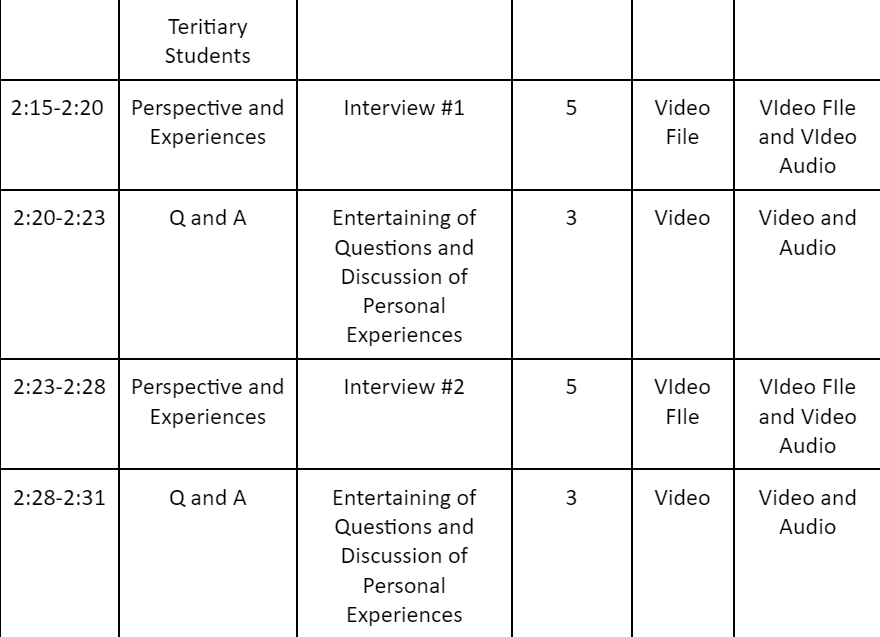 Teritiary
Students
2:15-2:20 Perspective and Interview #1 5 Video VIdeo FIle
Experiences File and VIdeo
Audio
2:20-2:23 Q and A Entertaining of 3 Video Video and
Questions and Audio
Discussion of
Personal
Experiences
2:23-2:28 Perspective and Interview #2 5 VIdeo VIdeo FIle
Experiences FIle and Video
Audio
2:28-2:31 Q and A Entertaining of 3 Video Video and
Questions and Audio
Discussion of
Personal
Experiences